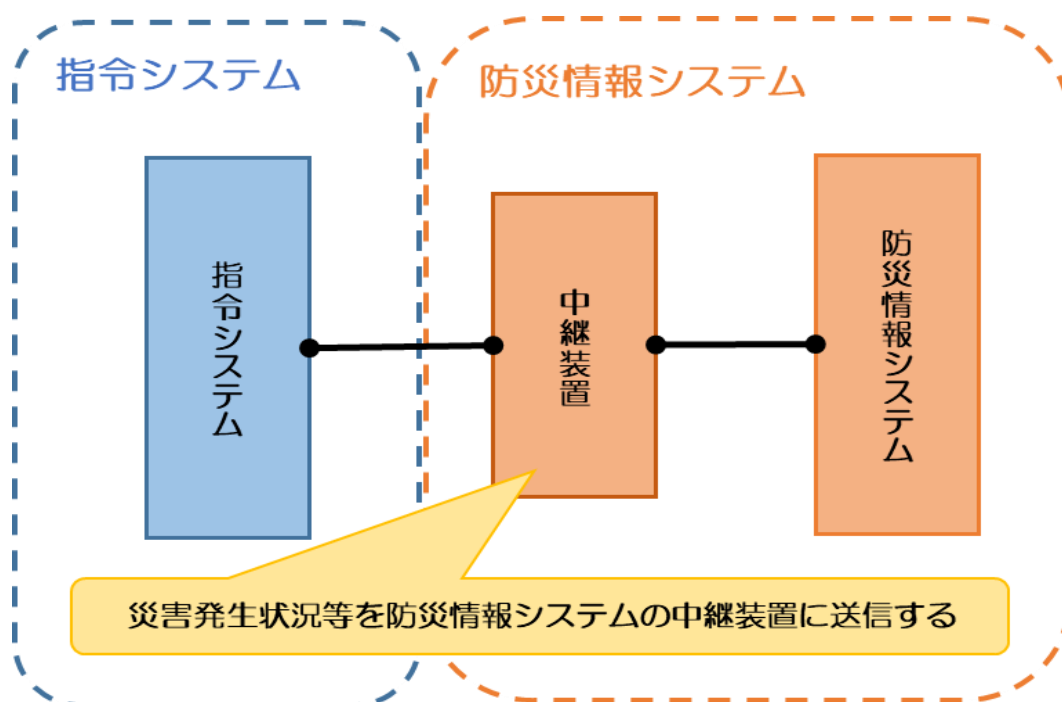 指令システム
防災情報システム
指令システム
中継装置
防災情報システム
災害発生状況等を防災情報システムの中継装置に送信する